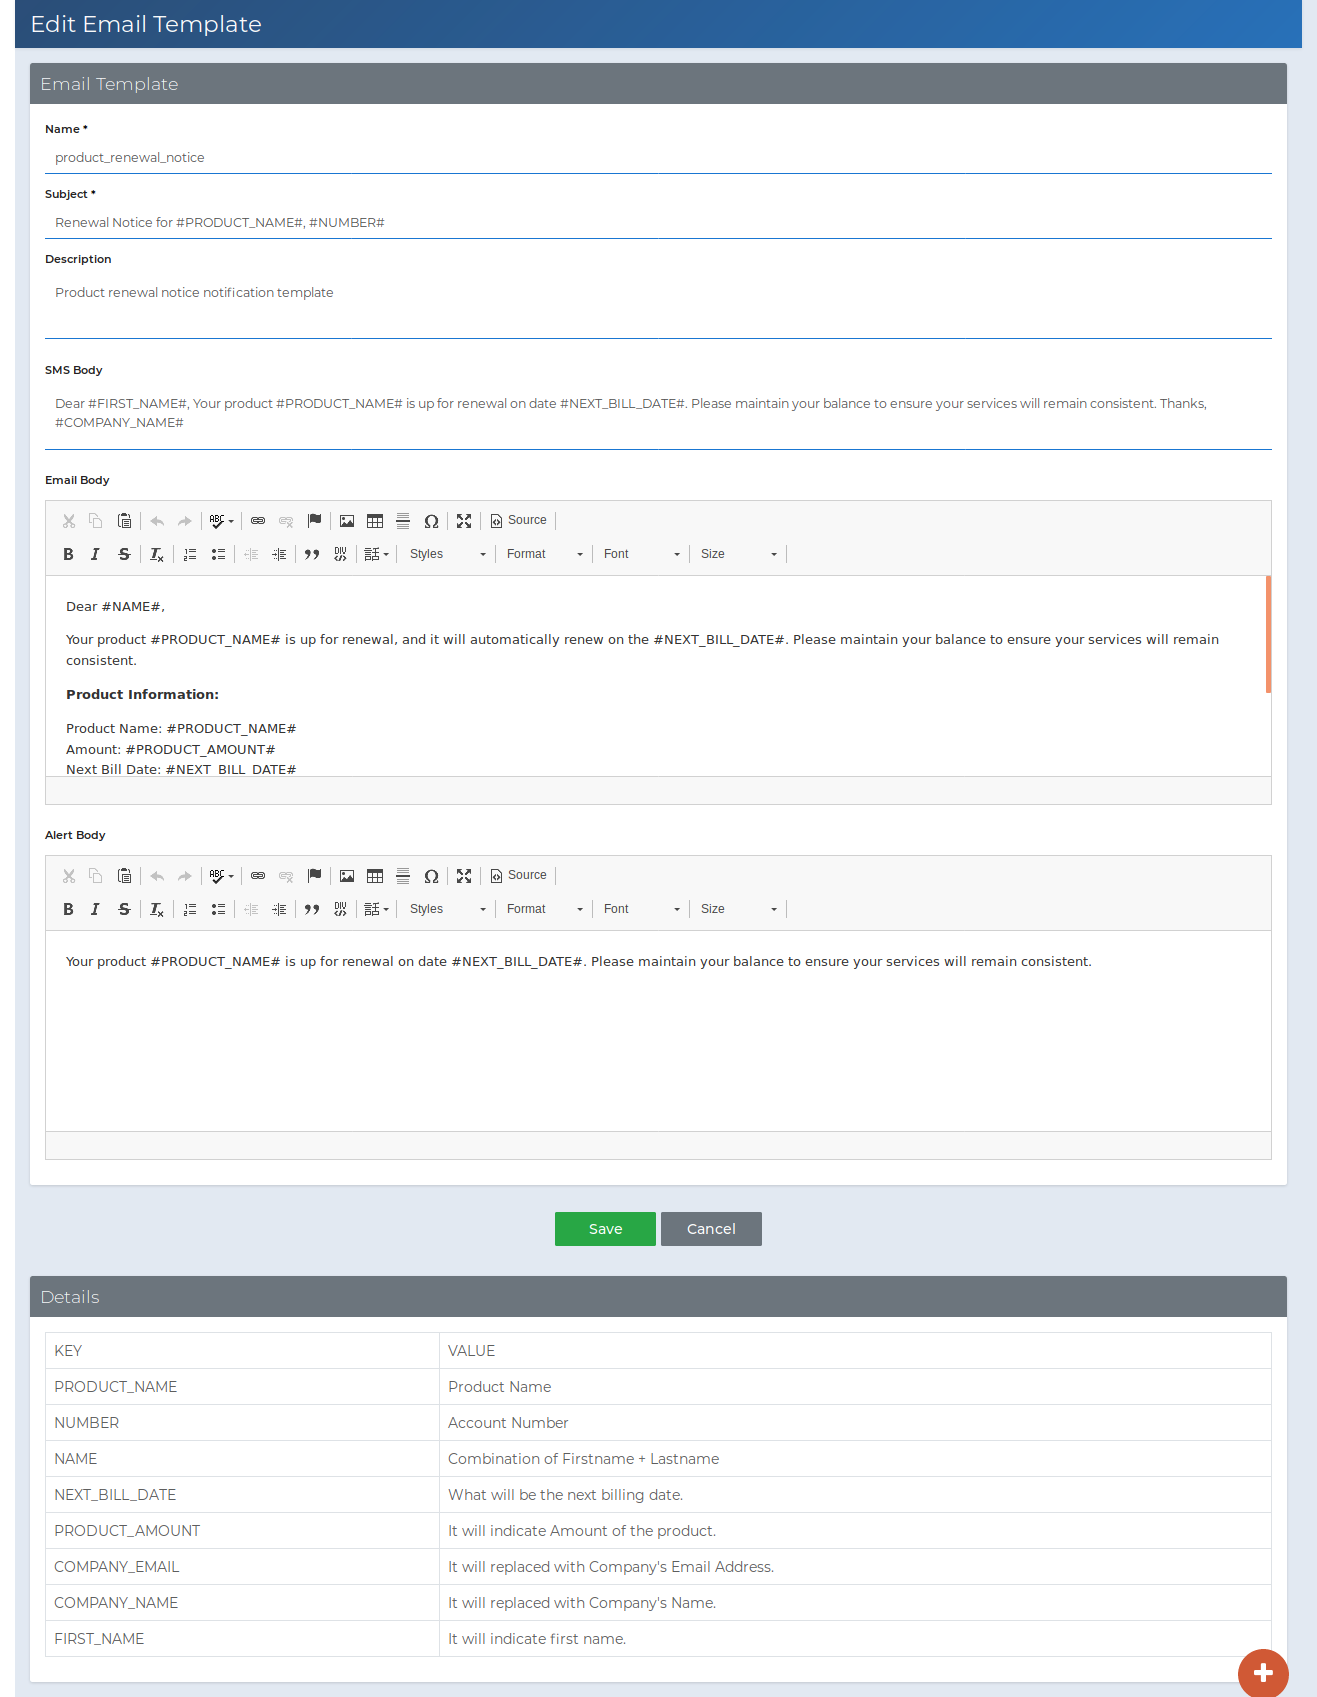 Edit Email Template
Email Template
Name *
product_renewal_notice
Subject *
Renewal Notice for #PRODUCT_NAME#, #NUMBER#
Description
Product renewal notice notification template
SMS Body
Dear #FIRST_NAME#, Your product #PRODUCT_NAME# is up for renewal on date #NEXT_BILL_DATE#. Please maintain your balance to ensure your services will remain consistent. Thanks,
#COMPANY_NAME#
Email Body
ABC
Source
B I S Tx DIV Styles Format Font Size
Dear #NAME#,
Your product #PRODUCT_NAME# is up for renewal, and it will automatically renew on the #NEXT_BILL_DATE#. Please maintain your balance to ensure your services will remain
consistent.
Product Information:
Product Name: #PRODUCT_NAME#
Amount: #PRODUCT_AMOUNT#
Next Bill Date: #NEXT_BILL_DATE#
Alert Body
ABC
Source
B I S Tx DIV Styles Format Font Size
Your product #PRODUCT_NAME# is up for renewal on date #NEXT_BILL_DATE#. Please maintain your balance to ensure your services will remain consistent.
Save Cancel
Details
KEY VALUE
PRODUCT_NAME Product Name
NUMBER Account Number
NAME Combination of Firstname + Lastname
NEXT_BILL_DATE What will be the next billing date.
PRODUCT_AMOUNT It will indicate Amount of the product.
COMPANY_EMAIL It will replaced with Company's Email Address.
COMPANY_NAME It will replaced with Company's Name.
FIRST_NAME It will indicate first name.